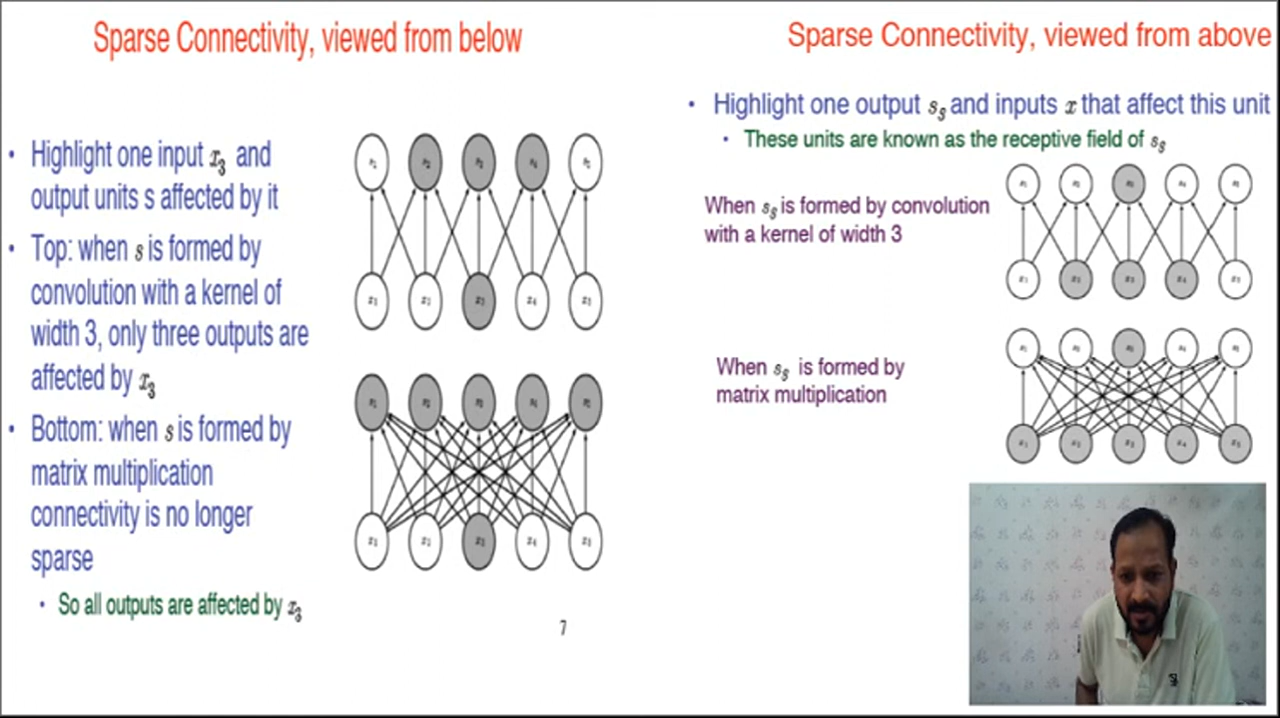 Sparse Connectivity, viewed from below
• Highlight one input x3 and
output units s affected by it
• Top: when s is formed by
convolution with a kernel of
width 3, only three outputs are
affected by x3
• Bottom: when s is formed by
matrix multiplication
connectivity is no longer
sparse
• So all outputs are affected by x3
7
Sparse Connectivity, viewed from above
• Highlight one output s3 and inputs x that affect this unit
• These units are known as the receptive field of s3
When s3 is formed by convolution
with a kernel of width 3
When s3 is formed by
matrix multiplication